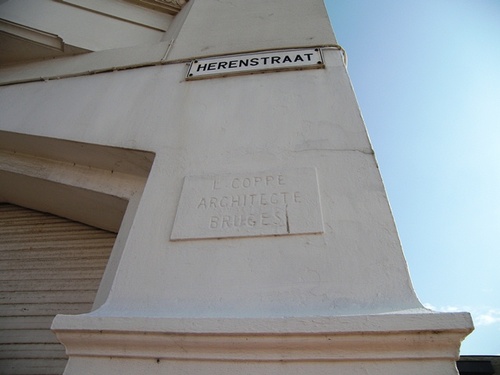 HERENSTRAAT
L COPPE
ARCHITECTE
BRUGES